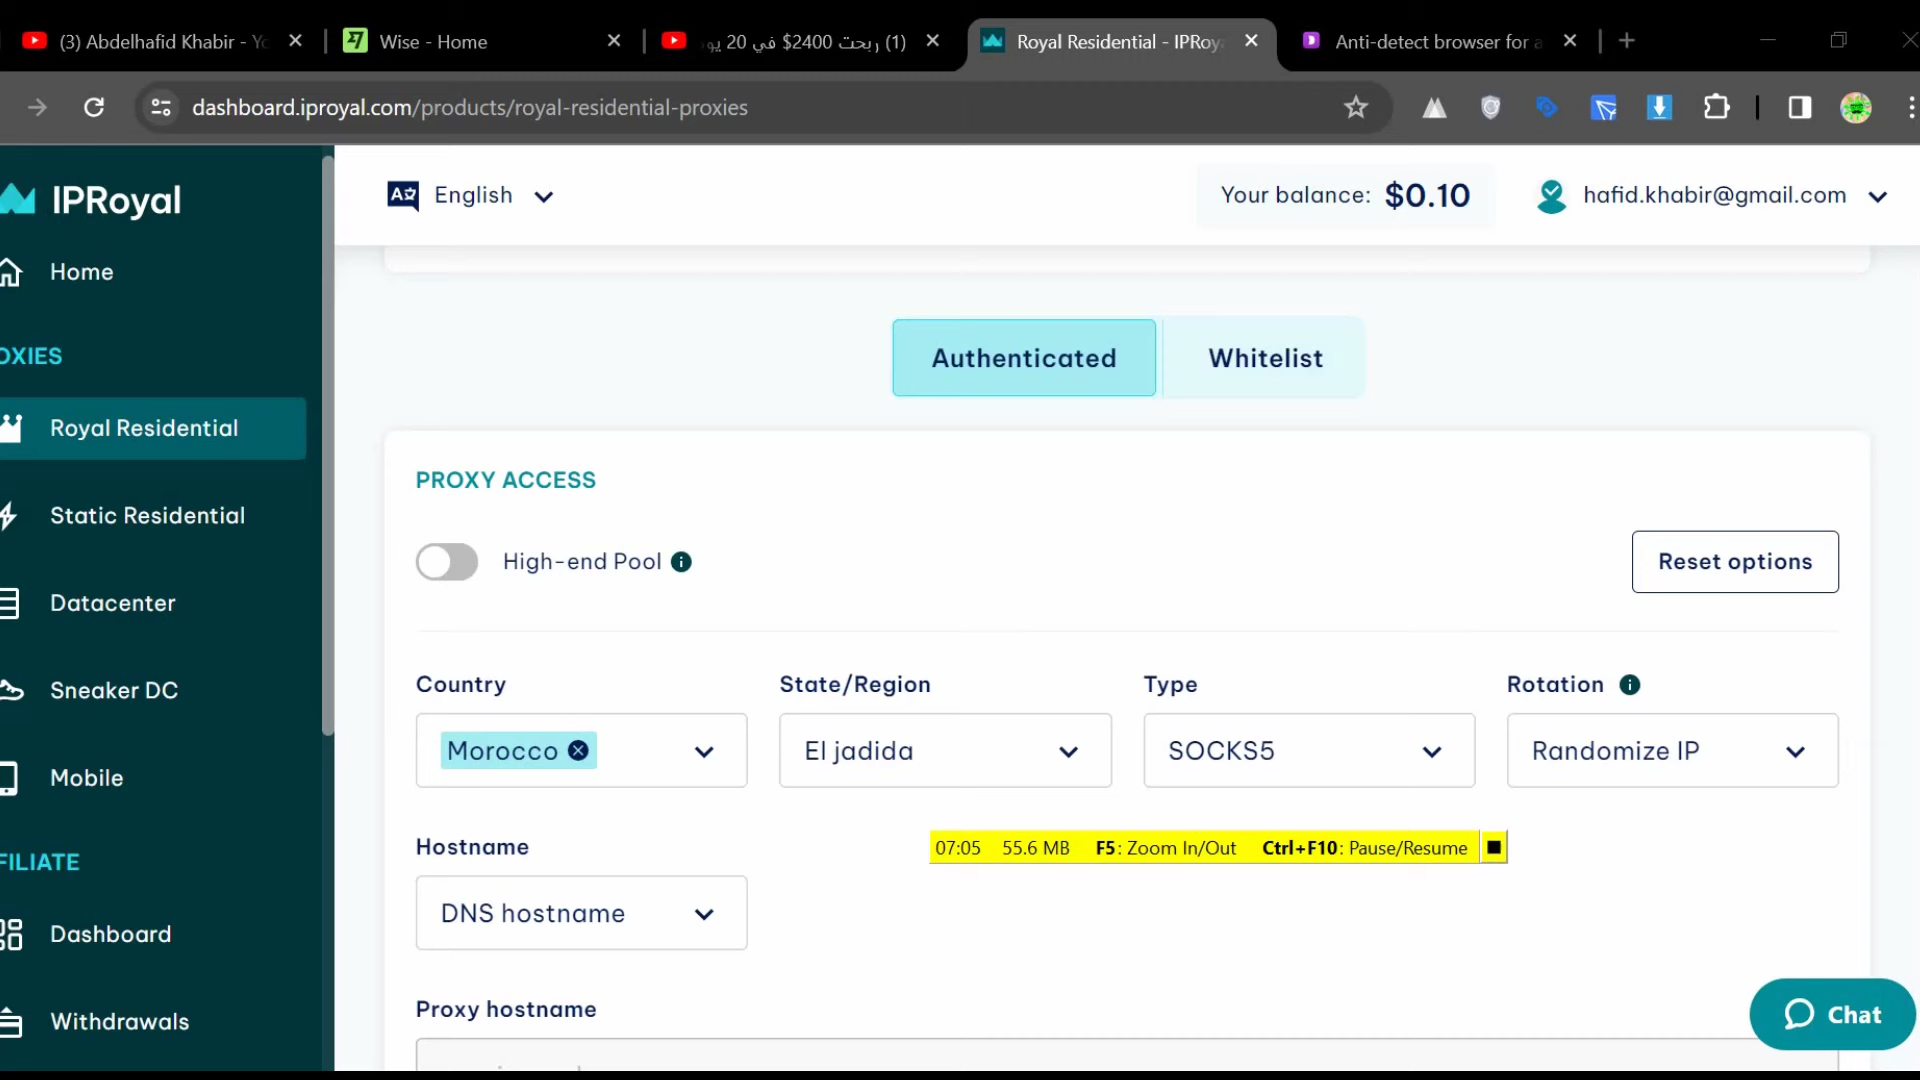 (3) Abdelhafid Khabir - Yo
Wise - Home
(1) ربحت 2400$ في 20 يو
Royal Residential - IPRoy
Anti-detect browser for a
dashboard.iproyal.com/products/royal-residential-proxies
IPRoyal
English
Your balance: $0.10
hafid.khabir@gmail.com
Home
OXIES
Royal Residential
Static Residential
Datacenter
Sneaker DC
Mobile
FILIATE
Dashboard
Withdrawals
Authenticated
Whitelist
PROXY ACCESS
High-end Pool
Reset options
Country
State/Region
Type
Rotation
Morocco
El jadida
SOCKS5
Randomize IP
Hostname
07:05 55.6 MB F5: Zoom In/Out Ctrl+F10: Pause/Resume
DNS hostname
Proxy hostname
Chat